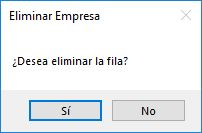 Eliminar Empresa
¿Desea eliminar la fila?
Sí
No